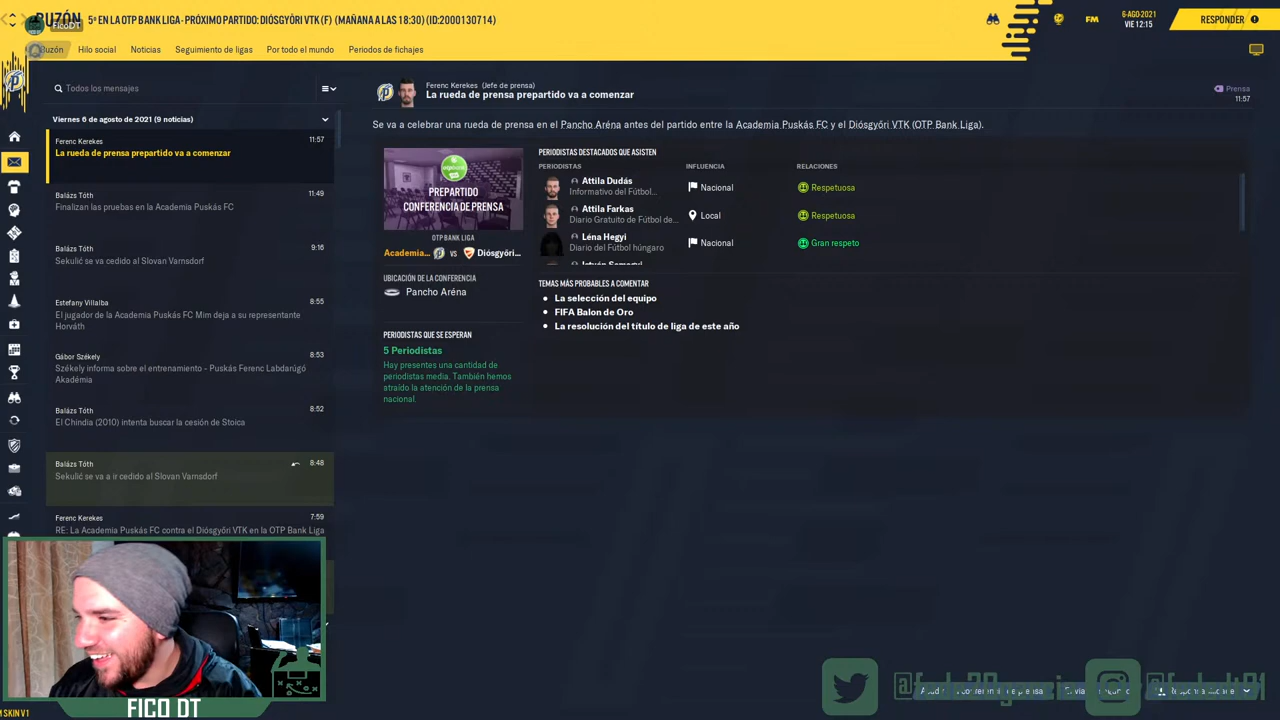 BUZÓN
FicoDT
5º EN LA OTP BANK LIGA - PRÓXIMO PARTIDO: DIÓSGYŐRI VTK (F) (MAÑANA A LAS 18:30) (ID:2000130714)
FM
6-AGO-2021
VIE 12:15
RESPONDER
Buzón
Hilo social
Noticias
Seguimiento de ligas
Por todo el mundo
Periodos de fichajes
Todos los mensajes
Viernes 6 de agosto de 2021 (9 noticias)
Ferenc Kerekes 11:57
La rueda de prensa prepartido va a comenzar
Balázs Tóth 11:49
Finalizan las pruebas en la Academia Puskás FC
Balázs Tóth 9:16
Sekulić se va cedido al Slovan Varnsdorf
Estefany Villalba 8:55
El jugador de la Academia Puskás FC Mim deja a su representante
Horváth
Gábor Székely 8:53
Székely informa sobre el entrenamiento - Puskás Ferenc Labdarúgó
Akadémia
Balázs Tóth 8:52
El Chindia (2010) intenta buscar la cesión de Stoica
Balázs Tóth 8:48
Sekulić se va a ir cedido al Slovan Varnsdorf
Ferenc Kerekes 7:59
RE: La Academia Puskás FC contra el Diósgyőri VTK en la OTP Bank Liga
Ferenc Kerekes (Jefe de prensa)
La rueda de prensa prepartido va a comenzar
Prensa
11:57
Se va a celebrar una rueda de prensa en el Pancho Aréna antes del partido entre la Academia Puskás FC y el Diósgyőri VTK (OTP Bank Liga).
PREPARTIDO
CONFERENCIA DE PRENSA
OTP BANK LIGA
Academia... VS Diósgyőri...
UBICACIÓN DE LA CONFERENCIA
Pancho Aréna
PERIODISTAS QUE SE ESPERAN
5 Periodistas
Hay presentes una cantidad de
periodistas media. También hemos
atraído la atención de la prensa
nacional.
PERIODISTAS DESTACADOS QUE ASISTEN
PERIODISTAS INFLUENCIA RELACIONES
Attila Dudás
Informativo del Fútbol...
Nacional
Respetuosa
Attila Farkas
Diario Gratuito de Fútbol de...
Local
Respetuosa
Léna Hegyi
Diario del Fútbol húngaro
Nacional
Gran respeto
TEMAS MÁS PROBABLES A COMENTAR
La selección del equipo
FIFA Balon de Oro
La resolución del título de liga de este año
FICO DT
SKIN V1